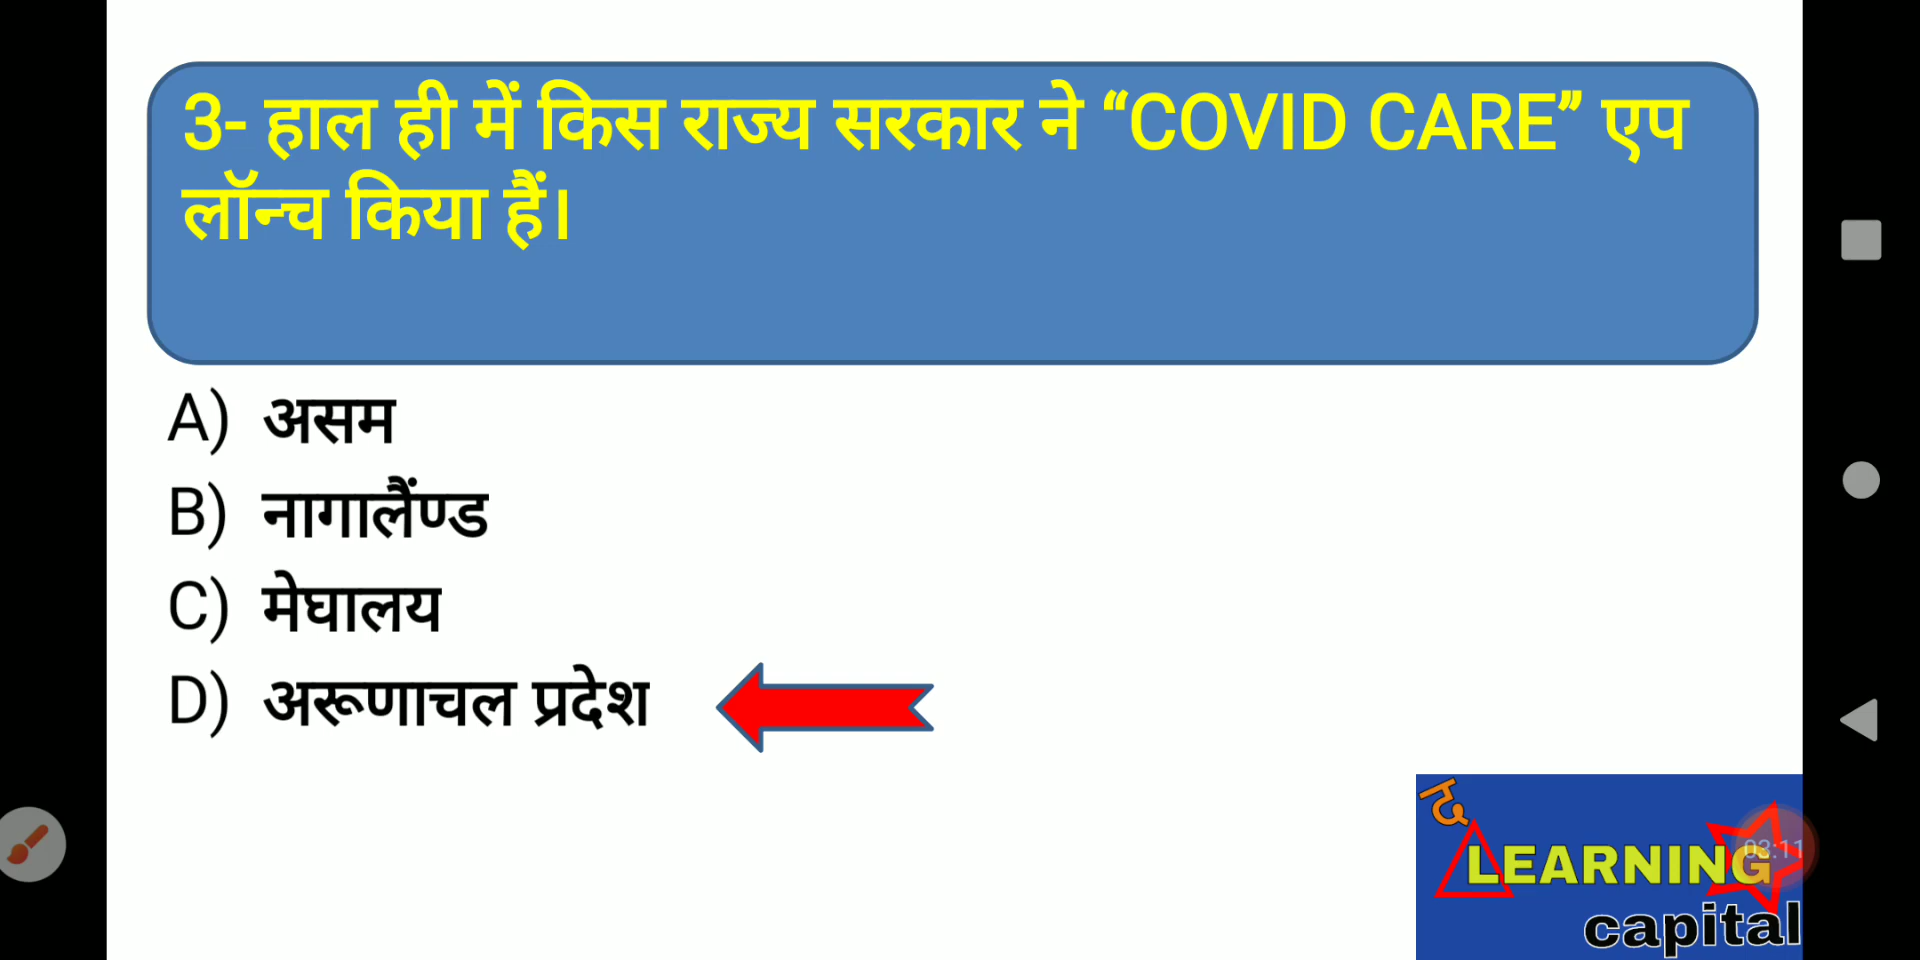 3- हाल ही में किस राज्य सरकार ने “COVID CARE” एप
लॉन्च किया हैं।
A) असम
B) नागालैंण्ड
C) मेघालय
D) अरूणाचल प्रदेश
द
LEARNING
03:11
capital